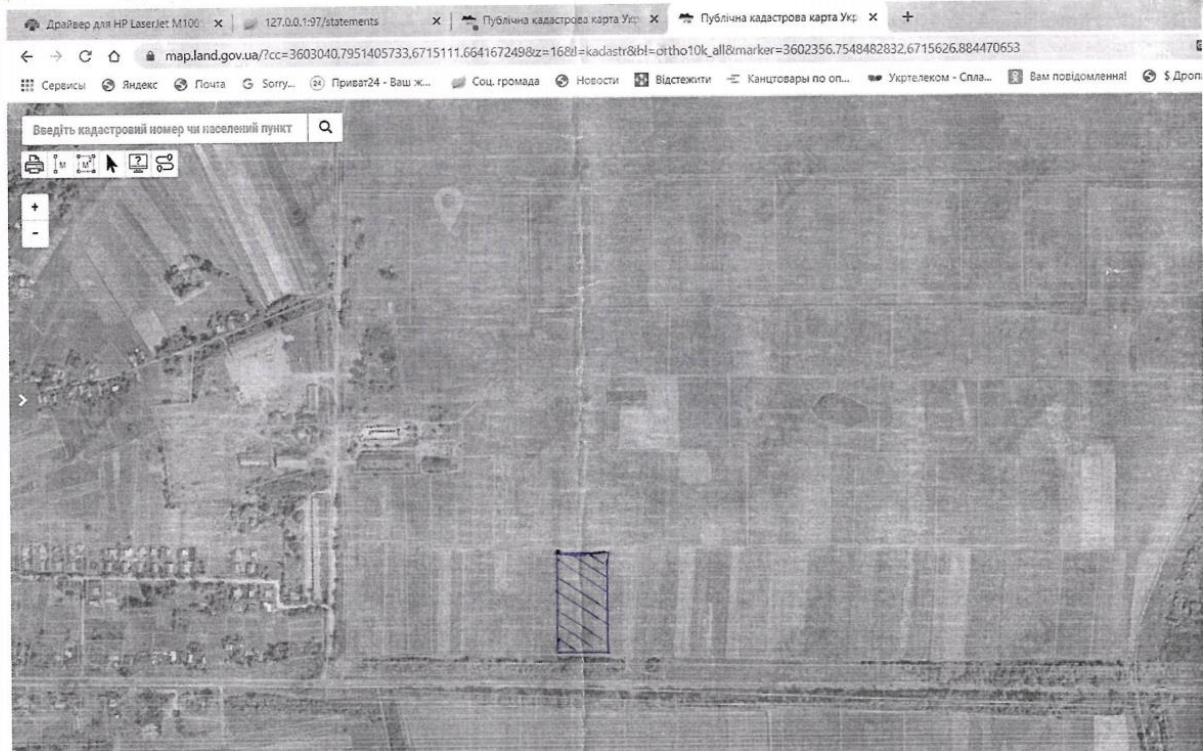 Драйвер для HP LaserJet M100
127.0.0.1:97/statements
Публічна кадастрова карта Укр
Публічна кадастрова карта Укр
map.land.gov.ua/?cc=3603040,7951405733,6715111.664167249&z=16&l=kadastr&bl=ortho10k_all&marker=3602356.7548482832,6715626.884470653
Сервисы Яндекс Почта Sorry... Приват24 - Ваш ж... Соц. громада Новости Відстежити Канцтовары по оп... Укртелеком - Спла... Вам повідомлення! $ Дроп
Введіть кадастровий номер чи населений пункт